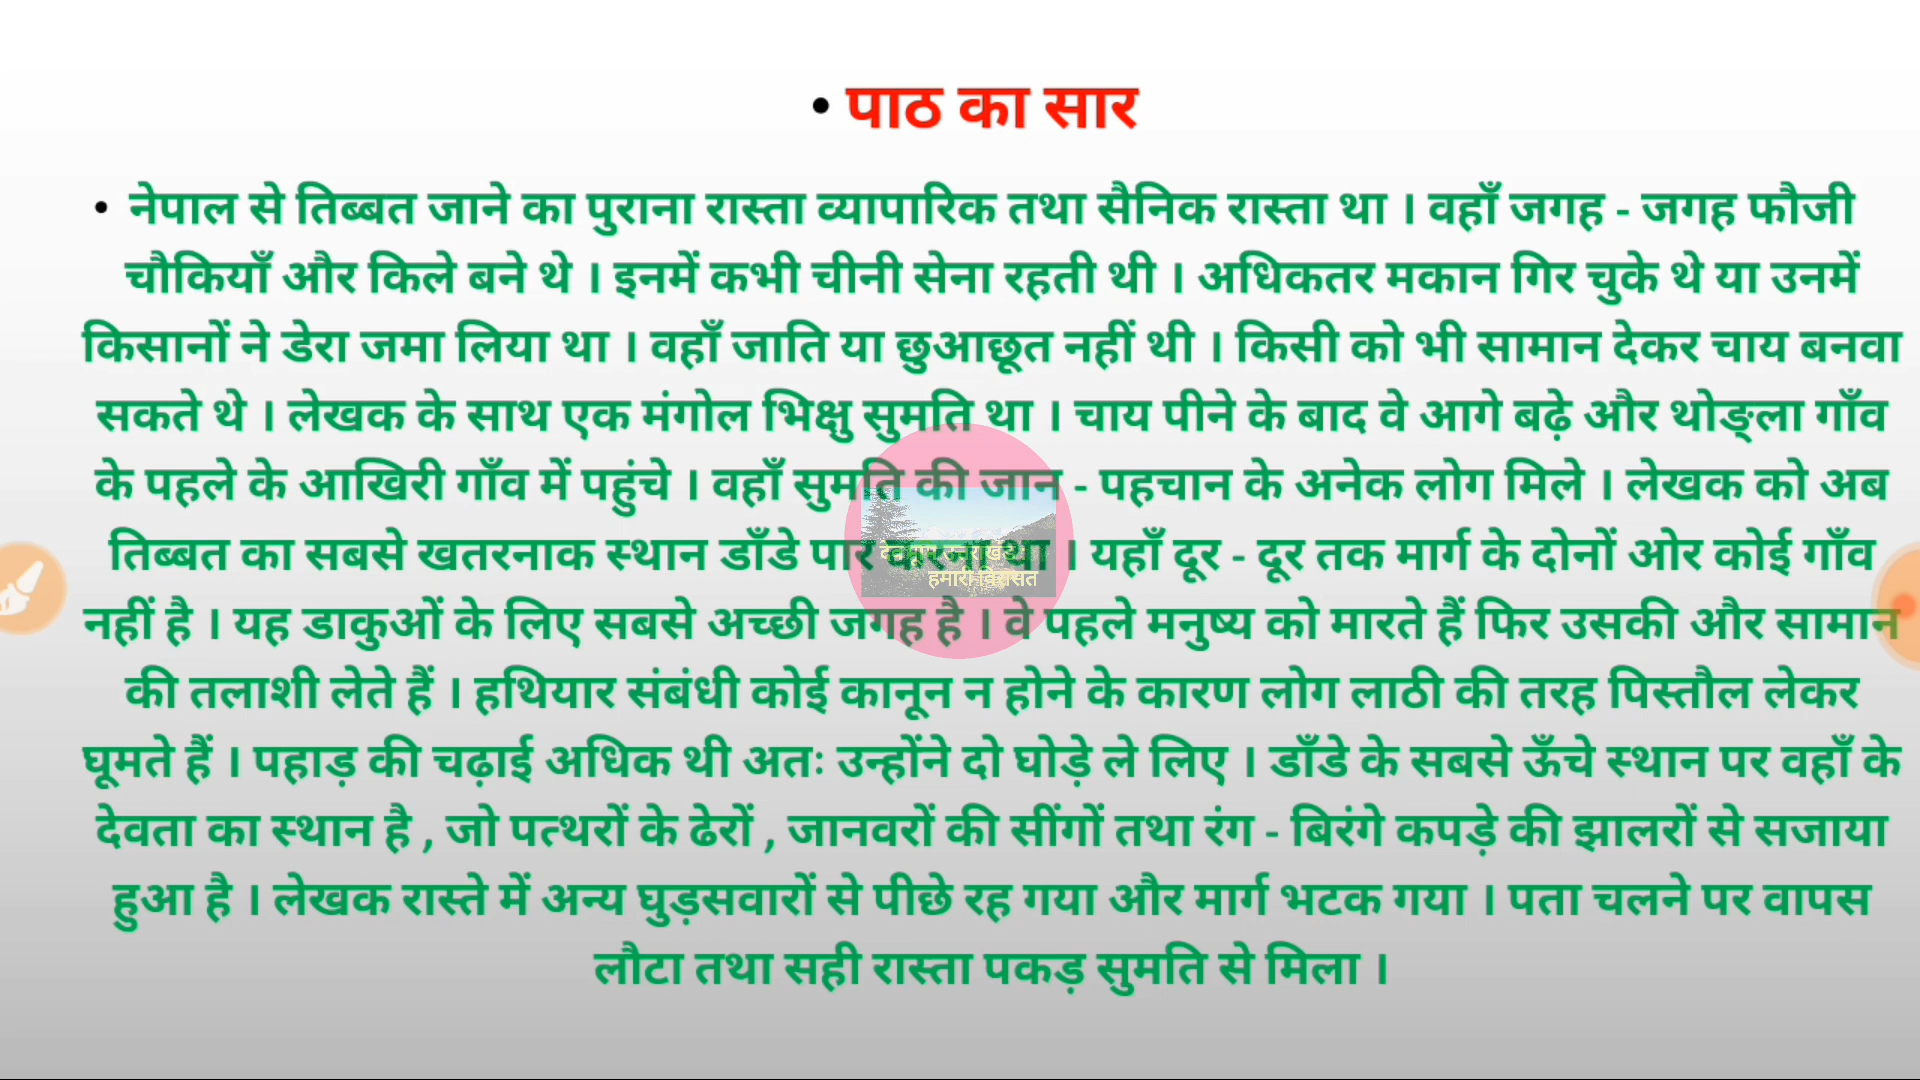 • पाठ का सार
• नेपाल से तिब्बत जाने का पुराना रास्ता व्यापारिक तथा सैनिक रास्ता था । वहाँ जगह - जगह फौजी
चौकियाँ और किले बने थे । इनमें कभी चीनी सेना रहती थी । अधिकतर मकान गिर चुके थे या उनमें
किसानों ने डेरा जमा लिया था । वहाँ जाति या छुआछूत नहीं थी । किसी को भी सामान देकर चाय बनवा
सकते थे । लेखक के साथ एक मंगोल भिक्षु सुमति था । चाय पीने के बाद वे आगे बढ़े और थोङ्ला गाँव
के पहले के आखिरी गाँव में पहुंचे । वहाँ सुमति की जान - पहचान के अनेक लोग मिले । लेखक को अब
तिब्बत का सबसे खतरनाक स्थान डाँडे पार करना था । यहाँ दूर - दूर तक मार्ग के दोनों ओर कोई गाँव
हमारी विरासत
नहीं है । यह डाकुओं के लिए सबसे अच्छी जगह है । वे पहले मनुष्य को मारते हैं फिर उसकी और सामान
की तलाशी लेते हैं । हथियार संबंधी कोई कानून न होने के कारण लोग लाठी की तरह पिस्तौल लेकर
घूमते हैं । पहाड़ की चढ़ाई अधिक थी अतः उन्होंने दो घोड़े ले लिए । डाँडे के सबसे ऊँचे स्थान पर वहाँ के
देवता का स्थान है , जो पत्थरों के ढेरों , जानवरों की सींगों तथा रंग - बिरंगे कपड़े की झालरों से सजाया
हुआ है । लेखक रास्ते में अन्य घुड़सवारों से पीछे रह गया और मार्ग भटक गया । पता चलने पर वापस
लौटा तथा सही रास्ता पकड़ सुमति से मिला ।